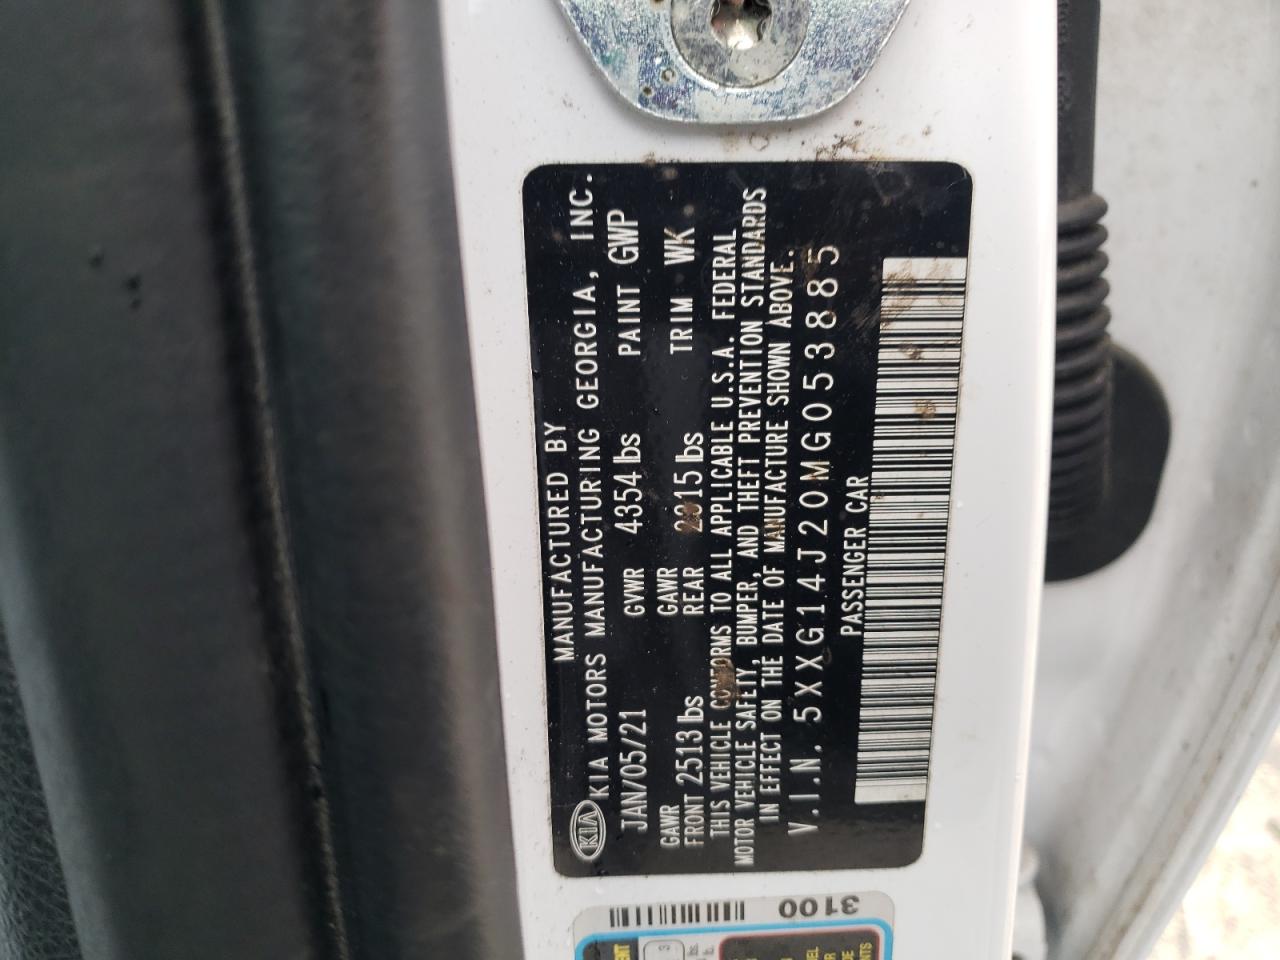 MANUFACTURED BY
KIA KIA MOTORS MANUFACTURING GEORGIA, INC.
JAN/05/21 GVWR 4354 lbs PAINT GWP
GAWR FRONT 2513 lbs GAWR REAR 2315 lbs TRIM WK
THIS VEHICLE CONFORMS TO ALL APPLICABLE U.S.A. FEDERAL
MOTOR VEHICLE SAFETY, BUMPER, AND THEFT PREVENTION STANDARDS
IN EFFECT ON THE DATE OF MANUFACTURE SHOWN ABOVE.
V.I.N. 5XXG14J20MG053885
PASSENGER CAR
3100